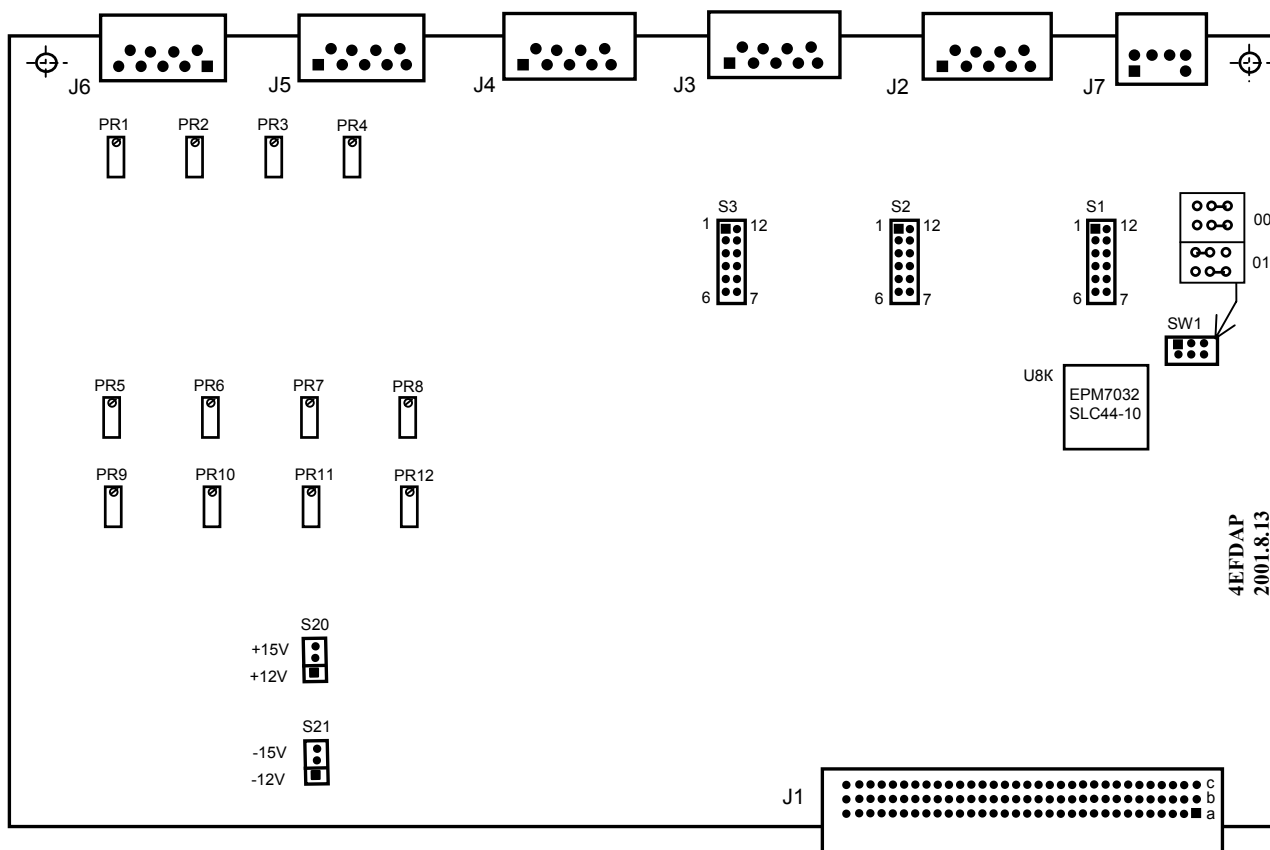 J6 J5 J4 J3 J2 J7
PR1 PR2 PR3 PR4
S3 S2 S1
1 12 1 12 1 12
00
01
6 7 6 7 6 7
SW1
U8K
EPM7032
SLC44-10
PR5 PR6 PR7 PR8
PR9 PR10 PR11 PR12
4EFDAP
2001.8.13
S20
+15V
+12V
S21
-15V
-12V
J1
c
b
a